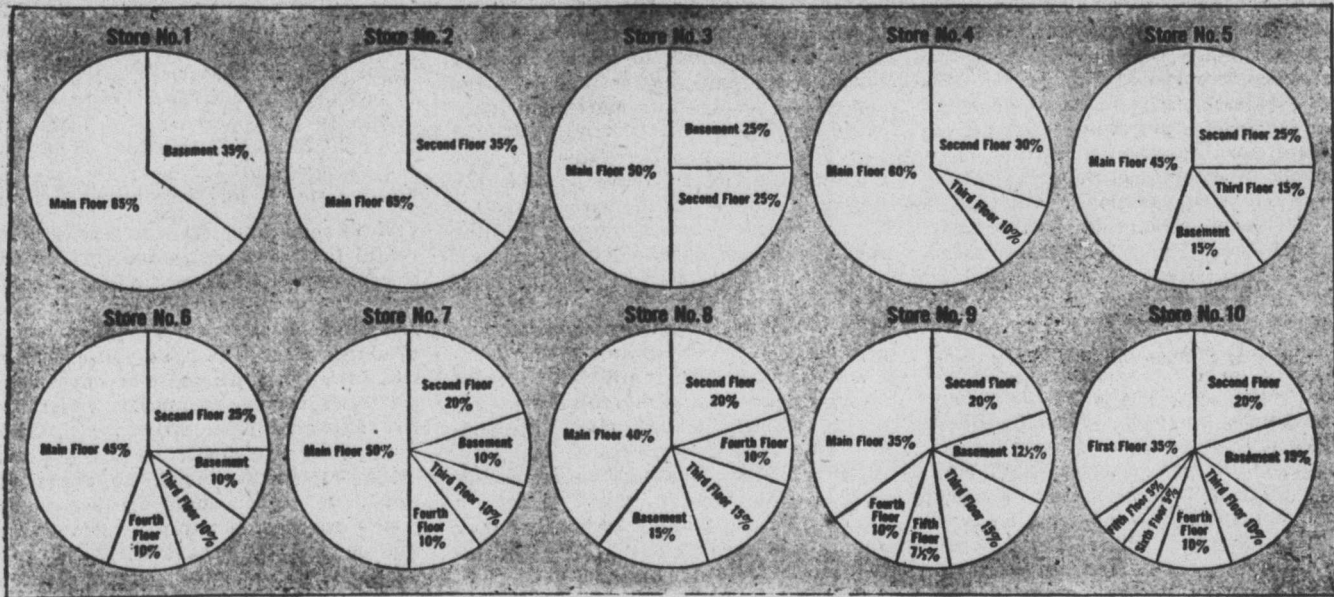 Store No. 1
Basement 35%
Main Floor 65%
Store No. 2
Second Floor 35%
Main Floor 65%
Store No. 3
Basement 25%
Main Floor 50%
Second Floor 25%
Store No. 4
Second Floor 30%
Main Floor 60%
Third Floor 10%
Store No. 5
Second Floor 25%
Main Floor 45%
Third Floor 15%
Basement
15%
Store No. 6
Second Floor 25%
Main Floor 45%
Basement
10%
Third Floor 10%
Fourth
Floor
10%
Store No. 7
Second Floor
20%
Main Floor 50%
Basement
10%
Third Floor 10%
Fourth
Floor
10%
Store No. 8
Second Floor
20%
Main Floor 40%
Fourth Floor
10%
Third Floor 15%
Basement
15%
Store No. 9
Second Floor
20%
Main Floor 35%
Basement 12½%
Third Floor 15%
Fifth
Floor
7½%
Fourth
Floor
10%
Store No. 10
Second Floor
20%
First Floor 35%
Basement 15%
Third Floor 10%
Fourth
Floor
10%
Sixth Floor 5%
Fifth Floor 5%